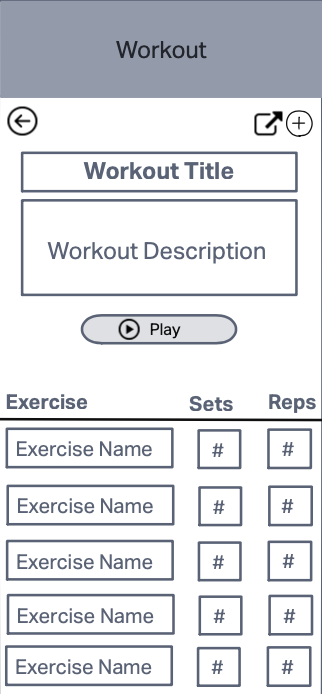 Workout
Workout Title
Workout Description
Play
Exercise Sets Reps
Exercise Name # #
Exercise Name # #
Exercise Name # #
Exercise Name # #
Exercise Name # #